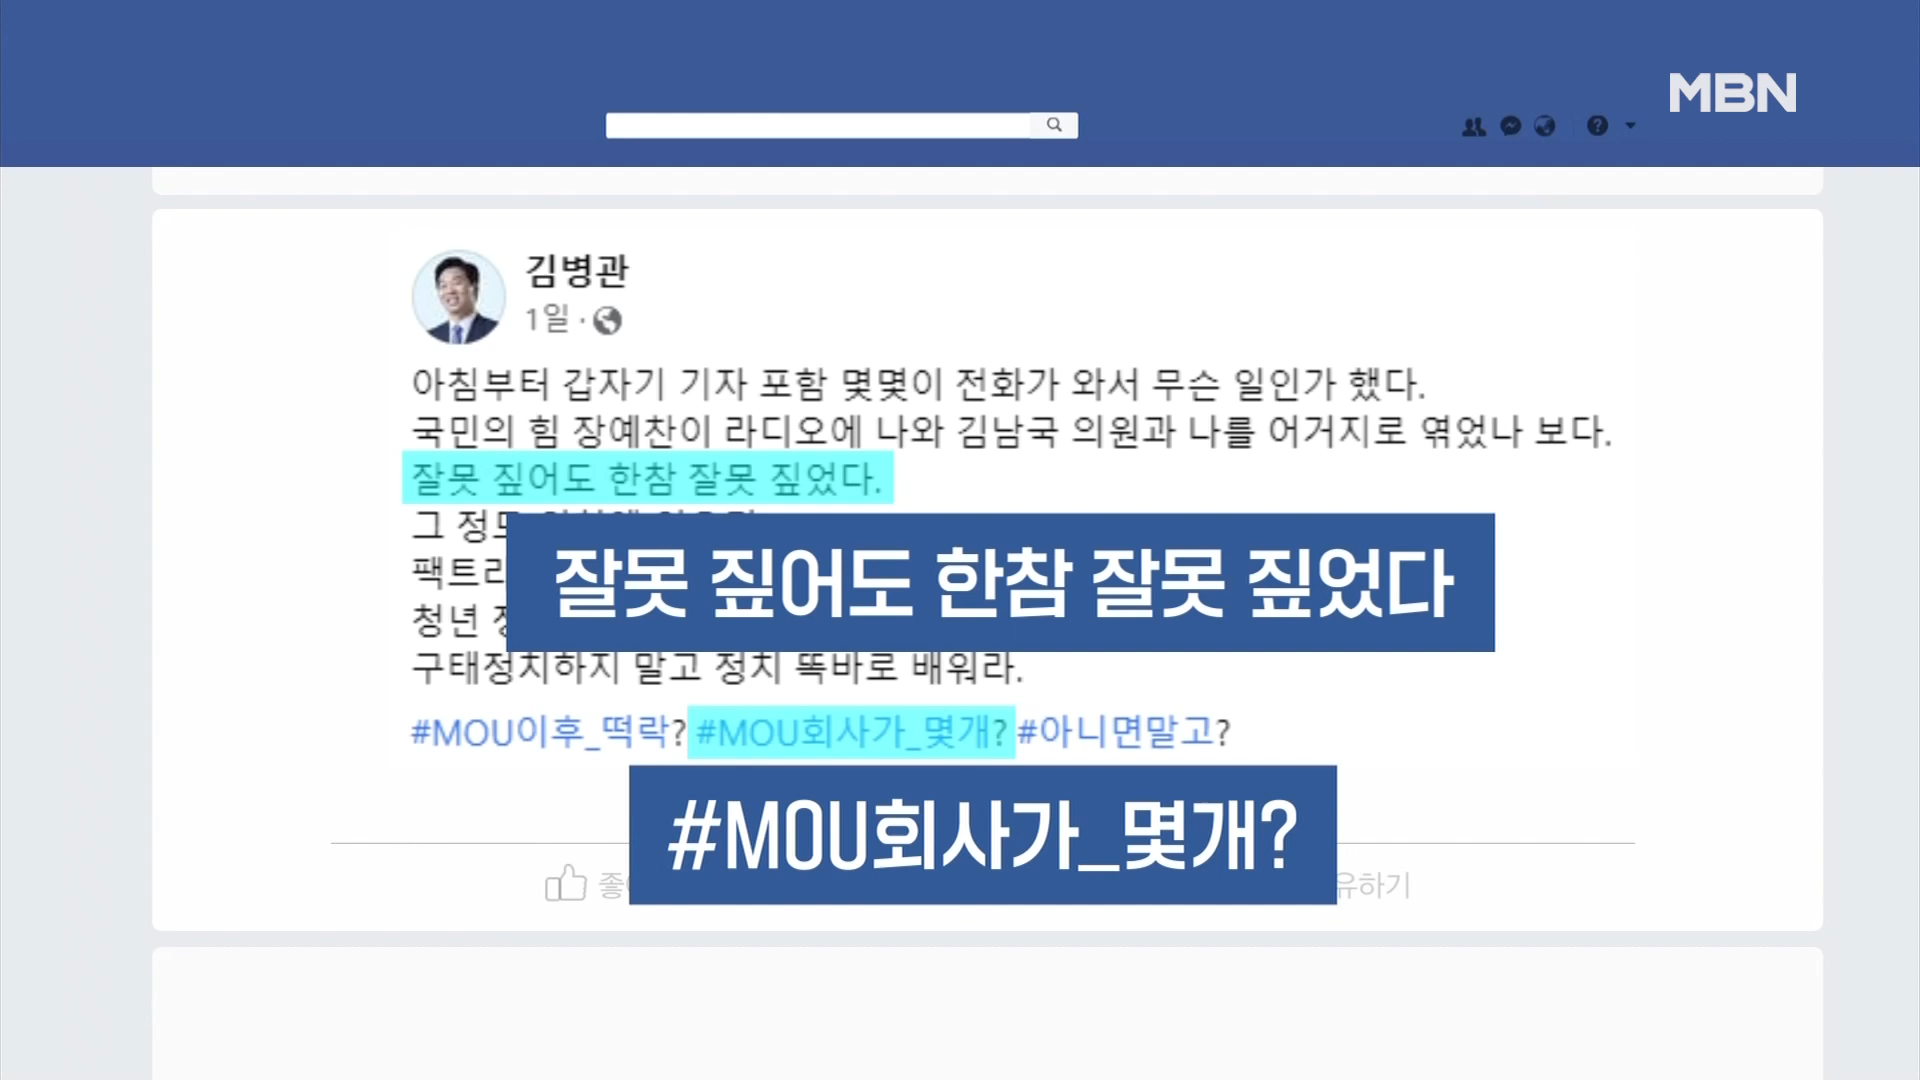 MBN
김병관
1일 ·
아침부터 갑자기 기자 포함 몇몇이 전화가 와서 무슨 일인가 했다.
국민의 힘 장예찬이 라디오에 나와 김남국 의원과 나를 어거지로 엮었나 보다.
잘못 짚어도 한참 잘못 짚었다.
그
팩트
청년
잘못 짚어도 한참 잘못 짚었다
구태정치하지 말고 정치 똑바로 배워라.
#MOU이후_떡락? #MOU회사가_몇개? #아니면말고?
#MOU회사가_몇개?